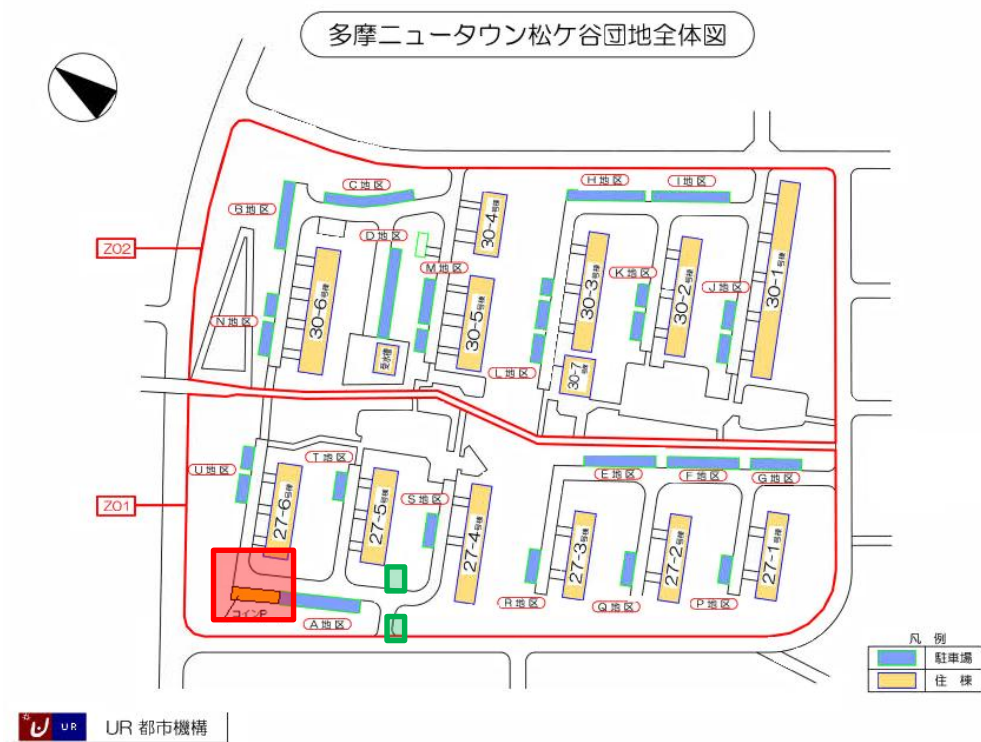 多摩ニュータウン松ケ谷団地全体図
C地区
H地区
I地区
B地区
30-4号棟
D地区
Z02
M地区
K地区
30-6号棟
30-5号棟
30-3号棟
30-2号棟
30-1号棟
J地区
N地区
受水槽
L地区
30-7号棟
T地区
U地区
E地区
F地区
G地区
S地区
Z01
27-6号棟
27-5号棟
27-4号棟
27-3号棟
27-2号棟
27-1号棟
R地区
Q地区
P地区
コインP
A地区
凡 例
駐車場
住 棟
UR
UR 都市機構